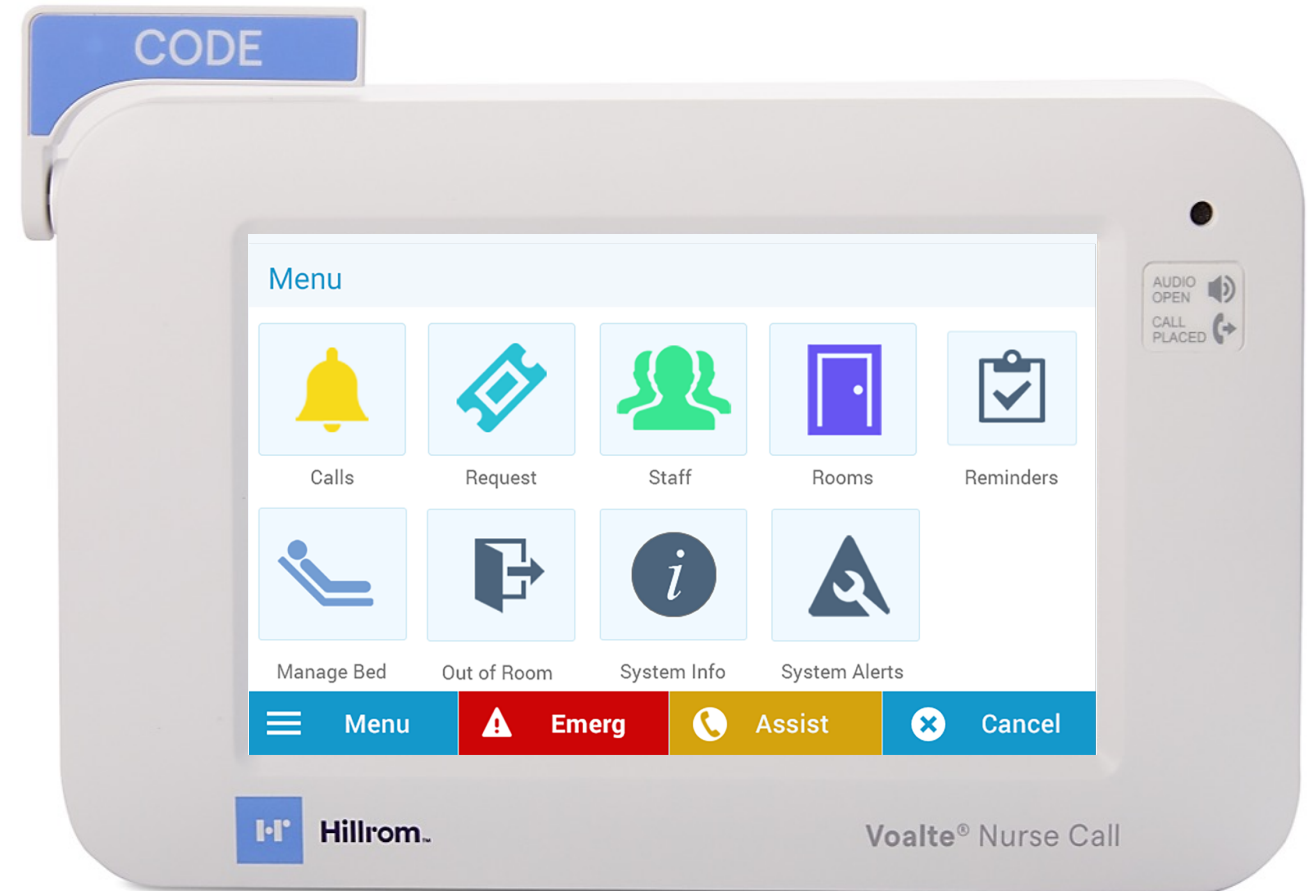 CODE
AUDIO
OPEN
CALL
PLACED
Menu
Calls
Request
Staff
Rooms
Reminders
Manage Bed
Out of Room
System Info
System Alerts
Menu
Emerg
Assist
Cancel
Hillrom™
Voalte® Nurse Call